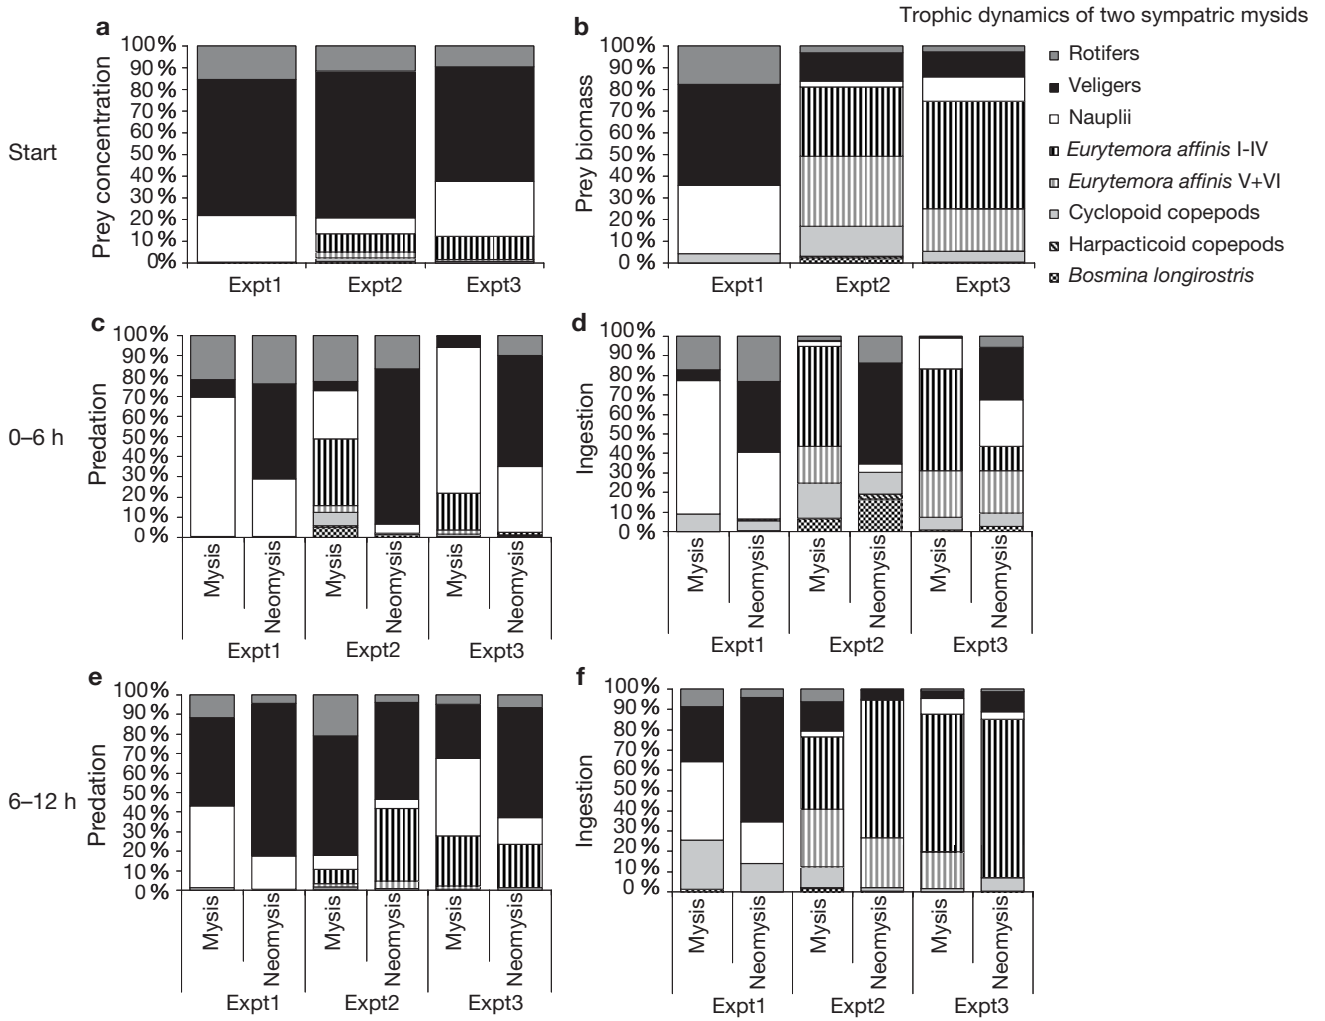 Trophic dynamics of two sympatric mysids
a
100%
90%
80%
70%
60%
50%
40%
30%
20%
10%
0%
Prey concentration
Start
Expt1 Expt2 Expt3
b
100%
90%
80%
70%
60%
50%
40%
30%
20%
10%
0%
Prey biomass
Expt1 Expt2 Expt3
Rotifers
Veligers
Nauplii
Eurytemora affinis I-IV
Eurytemora affinis V+VI
Cyclopoid copepods
Harpacticoid copepods
Bosmina longirostris
c
100%
90%
80%
70%
60%
50%
40%
30%
20%
10%
0%
Predation
0–6 h
Mysis Neomysis Mysis Neomysis Mysis Neomysis
Expt1 Expt2 Expt3
d
100%
90%
80%
70%
60%
50%
40%
30%
20%
10%
0%
Ingestion
Mysis Neomysis Mysis Neomysis Mysis Neomysis
Expt1 Expt2 Expt3
e
100%
90%
80%
70%
60%
50%
40%
30%
20%
10%
0%
Predation
6–12 h
Mysis Neomysis Mysis Neomysis Mysis Neomysis
Expt1 Expt2 Expt3
f
100%
90%
80%
70%
60%
50%
40%
30%
20%
10%
0%
Ingestion
Mysis Neomysis Mysis Neomysis Mysis Neomysis
Expt1 Expt2 Expt3